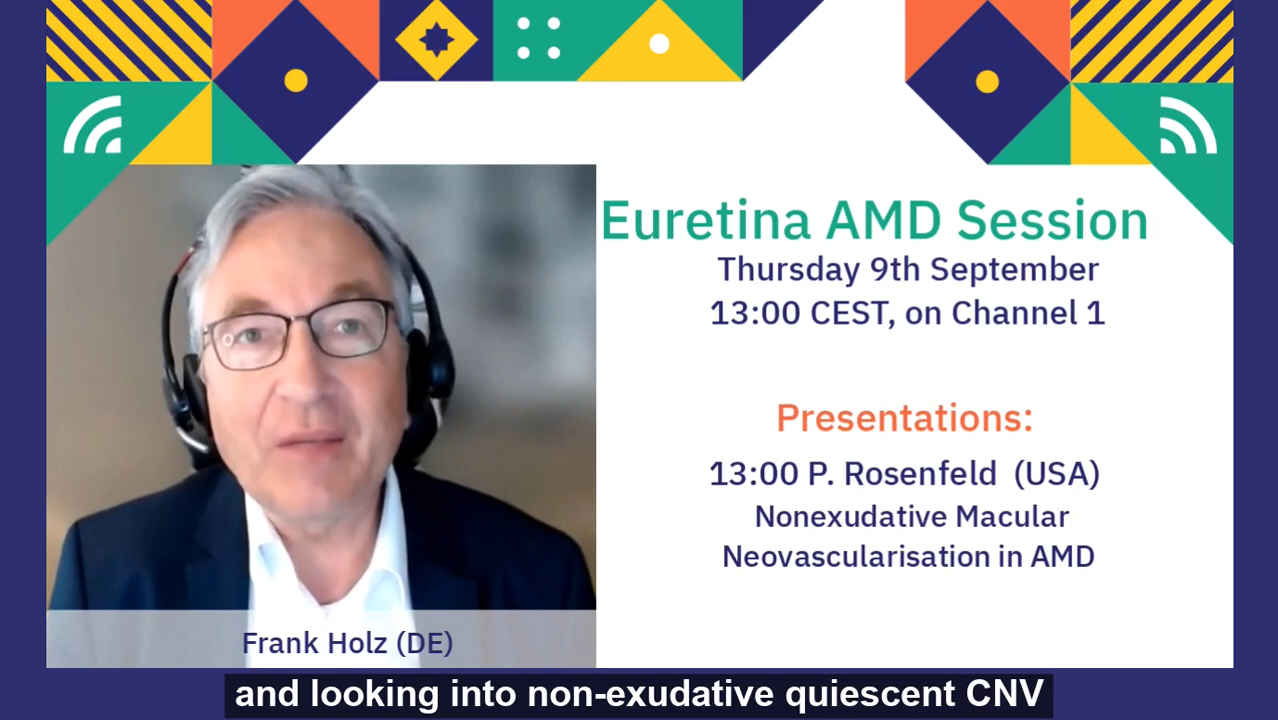 Euretina AMD Session
Thursday 9th September
13:00 CEST, on Channel 1
Presentations:
13:00 P. Rosenfeld (USA)
Nonexudative Macular
Neovascularisation in AMD
Frank Holz (DE)
and looking into non-exudative quiescent CNV